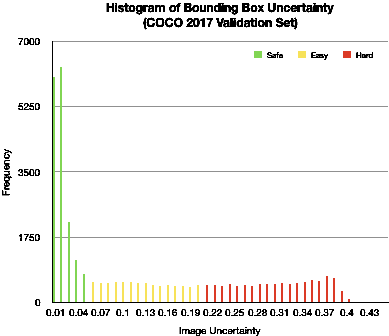 Histogram of Bounding Box Uncertainty
(COCO 2017 Validation Set)
7000
Safe Easy Hard
5250
3500
1750
0
Frequency
0.01 0.04 0.07 0.1 0.13 0.16 0.19 0.22 0.25 0.28 0.31 0.34 0.37 0.4 0.43
Image Uncertainty